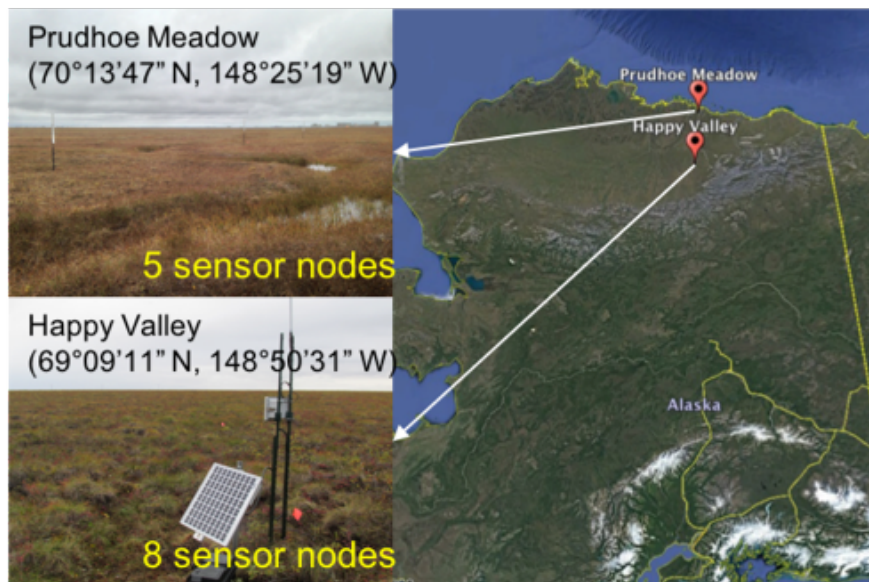 Prudhoe Meadow
(70°13’47” N, 148°25’19” W)
5 sensor nodes
Happy Valley
(69°09’11” N, 148°50’31” W)
8 sensor nodes
Prudhoe Meadow
Happy Valley
Alaska